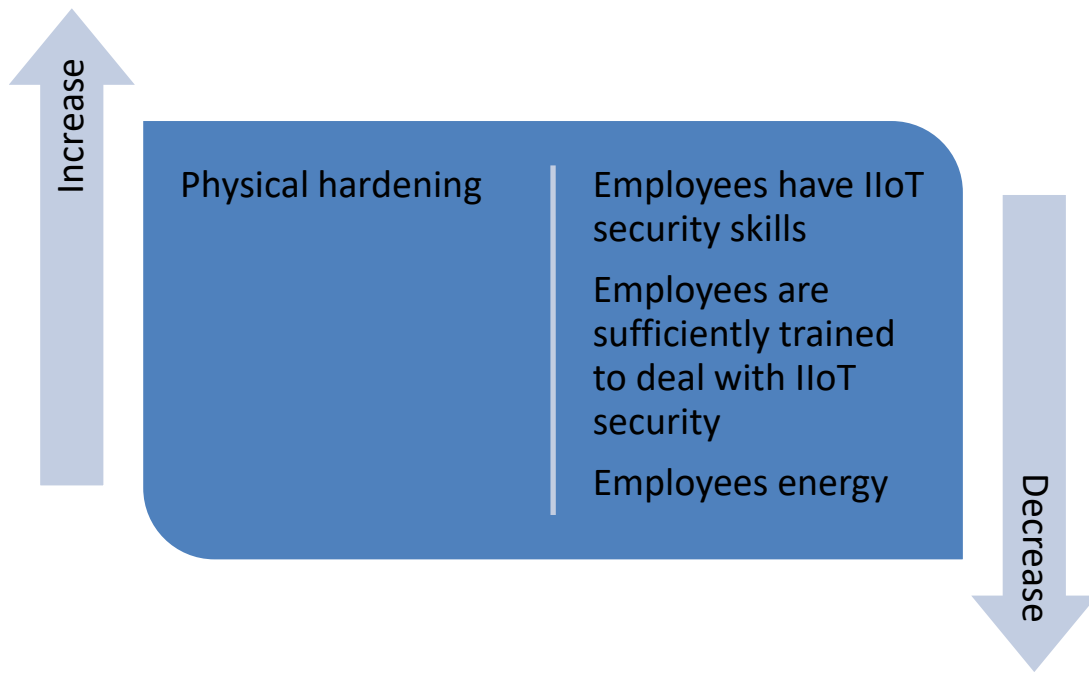 Increase
Physical hardening
Employees have IIoT
security skills
Employees are
sufficiently trained
to deal with IIoT
security
Employees energy
Decrease